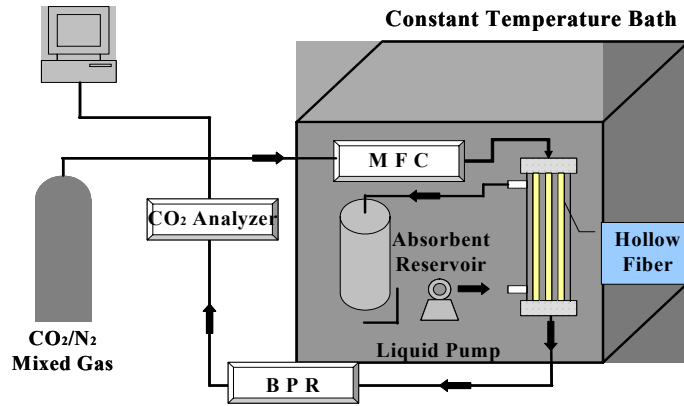 Constant Temperature Bath
M F C
CO₂ Analyzer
Absorbent
Reservoir
Hollow
Fiber
CO₂/N₂
Mixed Gas
Liquid Pump
B P R